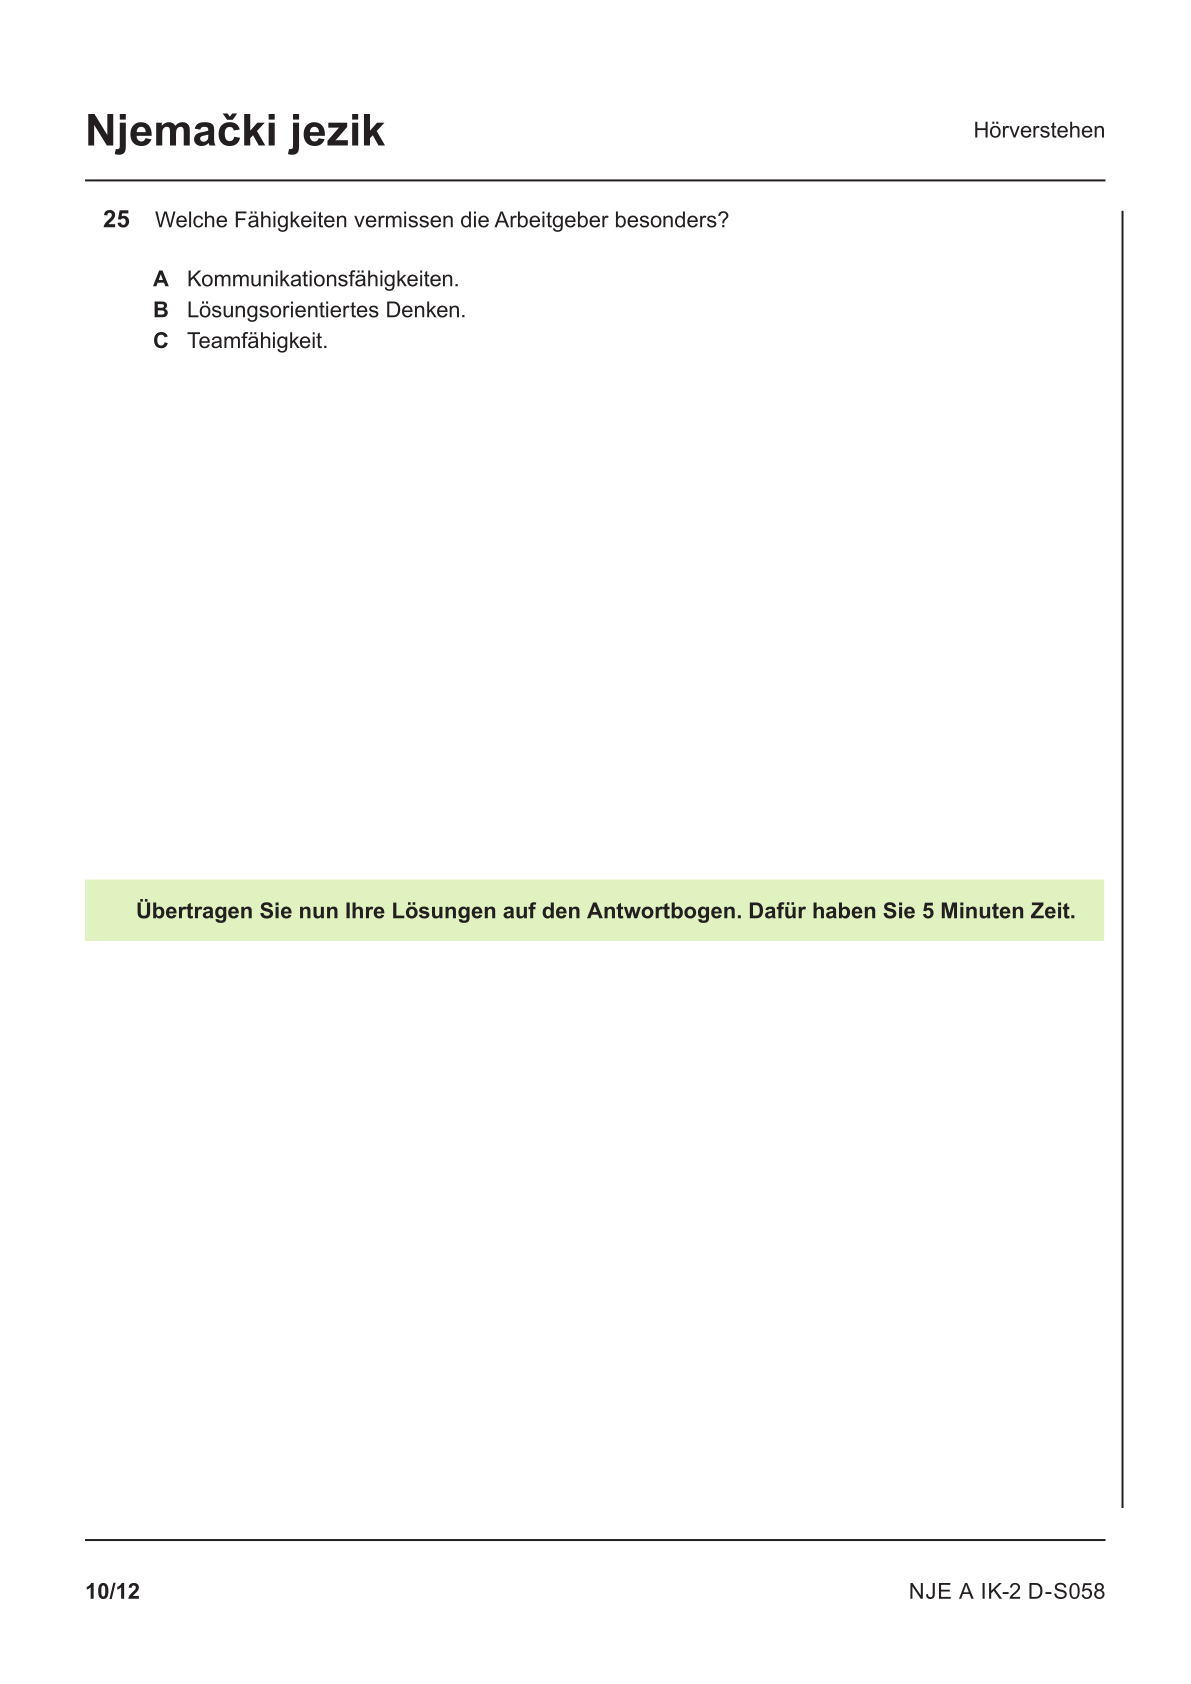 Njemački jezik
Hörverstehen
25 Welche Fähigkeiten vermissen die Arbeitgeber besonders?
A Kommunikationsfähigkeiten.
B Lösungsorientiertes Denken.
C Teamfähigkeit.
Übertragen Sie nun Ihre Lösungen auf den Antwortbogen. Dafür haben Sie 5 Minuten Zeit.
10/12
NJE A IK-2 D-S058